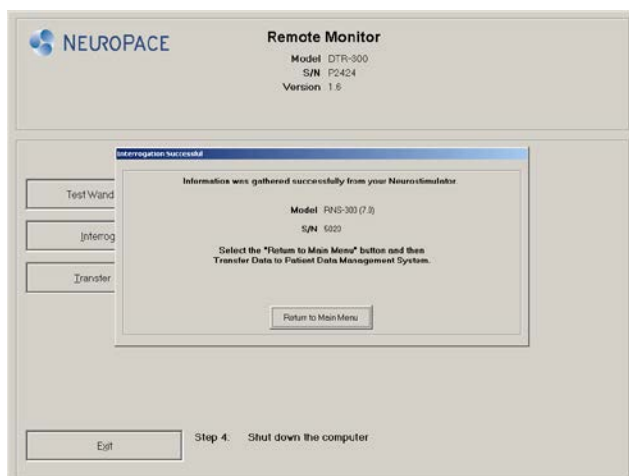 NEUROPACE
Remote Monitor
Model DTR-300
S/N P2424
Version 1.6
Interrogation Successful
Information was gathered successfully from your Neurostimulator.
Test Wand
Model RNS-300 (7.0)
Interrog
S/N 5020
Select the "Return to Main Menu" button and then
Transfer Data to Patient Data Management System.
Transfer
Return to Main Menu
Step 4: Shut down the computer
Exit